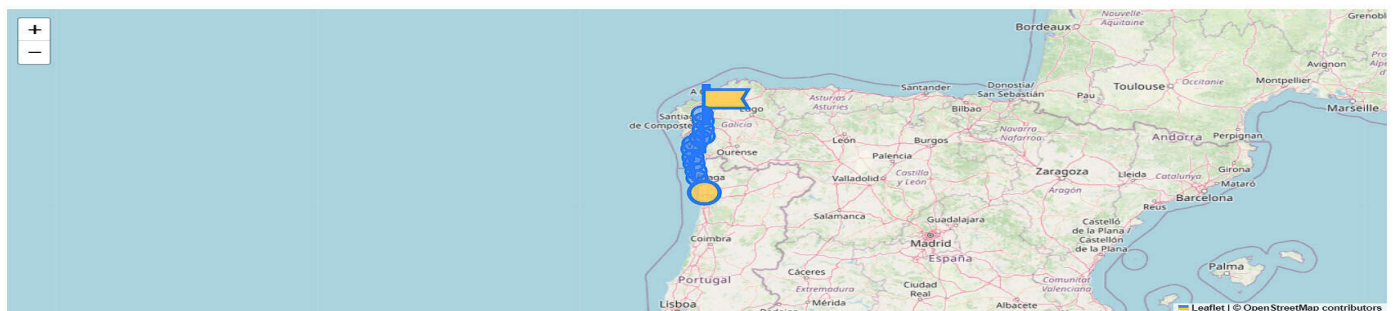 +
−
Nouvelle-
Aquitaine
Bordeaux
Grenobl
Avignon
Occitanie
Montpellier
Toulouse
Marseille
Donostia/
San Sebastián
Santander
Bilbao
Pau
Asturias /
Asturies
Santia
de Composte
Galicia
Ourense
León
Burgos
Navarra
Nafarroa
Andorra
Perpignan
Palencia
Castilla
y León
Valladolid
Zaragoza
Aragón
Lleida
Catalunya
Girona
Mataró
Barcelona
Reus
Salamanca
Guadalajara
Madrid
España
Castelló
de la Plana /
Castellón
de la Plana
Coimbra
Portugal
Lisboa
Cáceres
Extremadura
Mérida
Ciudad
Real
Albacete
Comunitat
Valenciana
Palma
Leaflet | © OpenStreetMap contributors